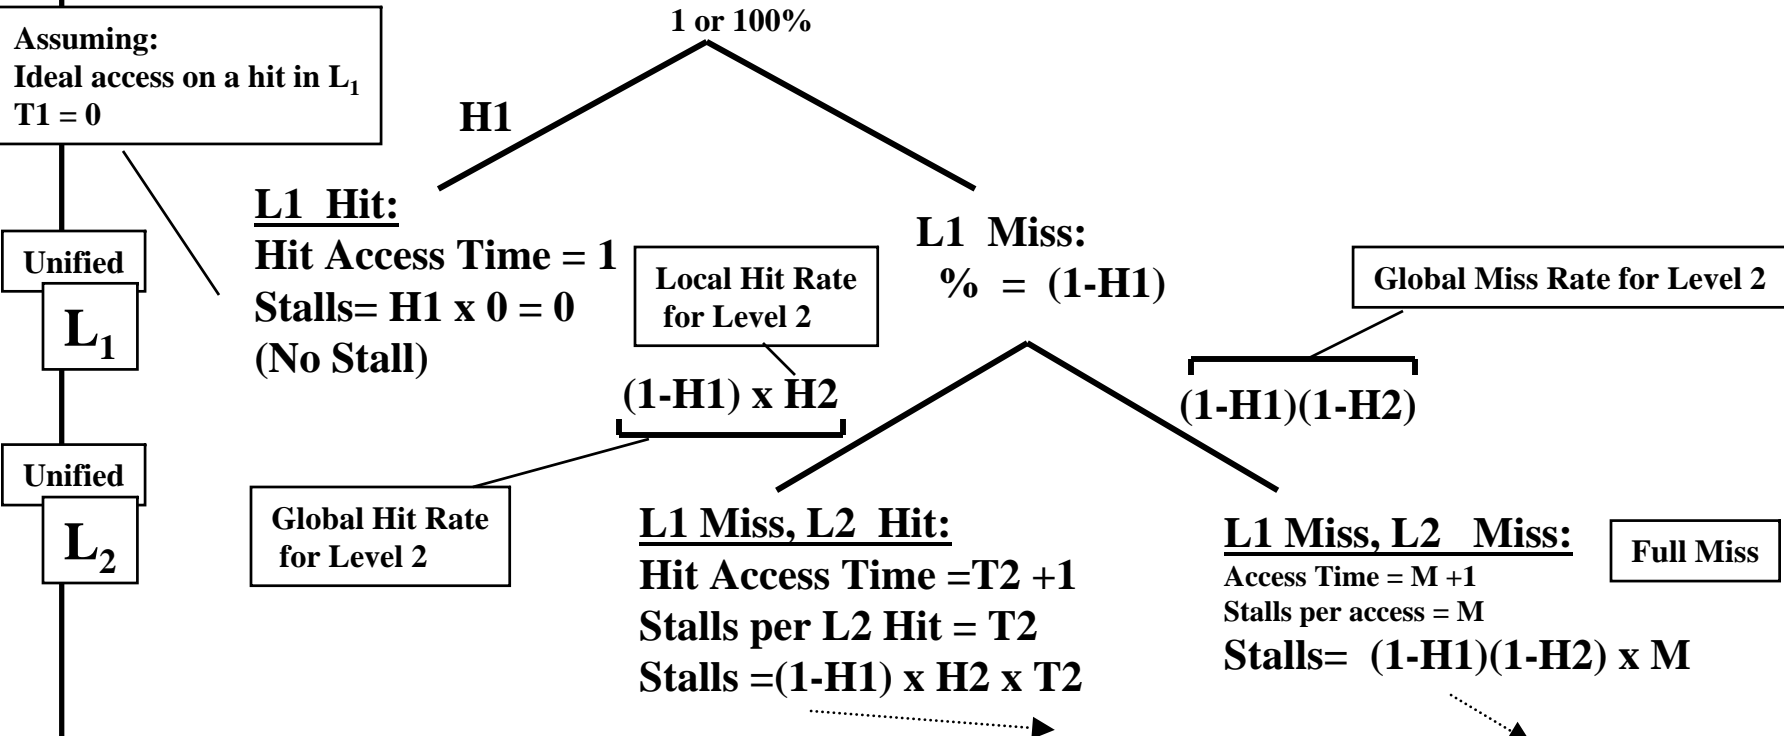 1 or 100%
Assuming:
Ideal access on a hit in L1
T1 = 0
H1
L1 Hit:
Hit Access Time = 1
Stalls= H1 x 0 = 0
(No Stall)
L1 Miss:
% = (1-H1)
Unified
L1
Local Hit Rate
for Level 2
Global Miss Rate for Level 2
(1-H1) x H2
(1-H1)(1-H2)
Unified
L2
Global Hit Rate
for Level 2
L1 Miss, L2 Hit:
Hit Access Time =T2 +1
Stalls per L2 Hit = T2
Stalls =(1-H1) x H2 x T2
L1 Miss, L2 Miss:
Access Time = M +1
Stalls per access = M
Stalls= (1-H1)(1-H2) x M
Full Miss